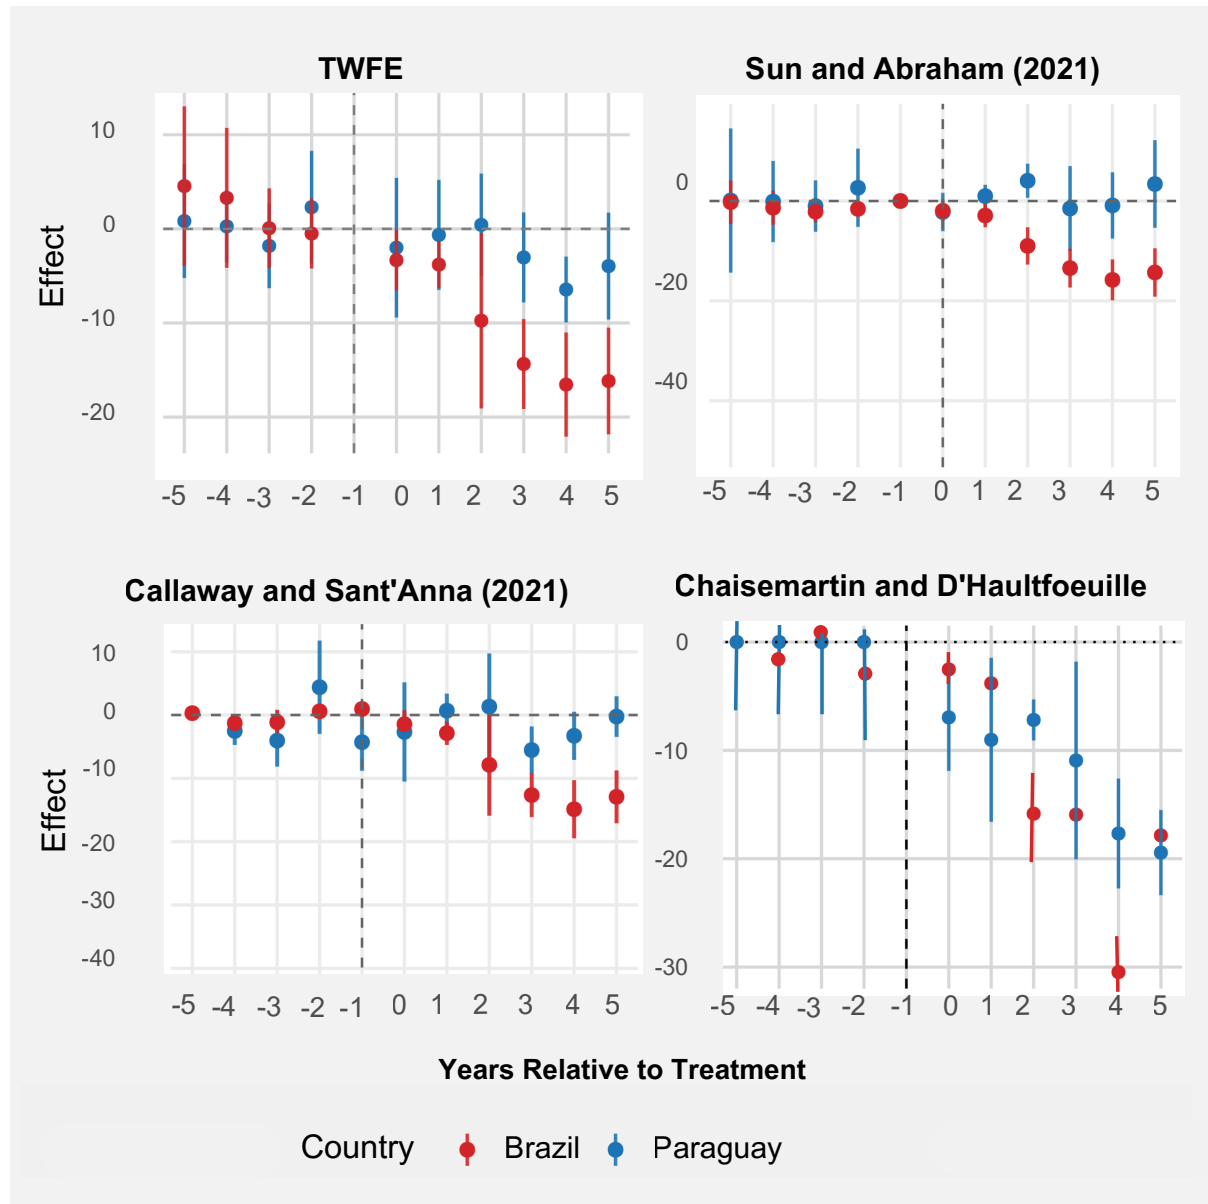 TWFE
Sun and Abraham (2021)
10
0
-10
-20
Effect
-5 -4 -3 -2 -1 0 1 2 3 4 5
0
-20
-40
-5 -4 -3 -2 -1 0 1 2 3 4 5
Callaway and Sant'Anna (2021)
Chaisemartin and D'Haultfoeuille
10
0
-10
-20
-30
-40
Effect
-5 -4 -3 -2 -1 0 1 2 3 4 5
0
-10
-20
-30
-5 -4 -3 -2 -1 0 1 2 3 4 5
Years Relative to Treatment
Country Brazil Paraguay